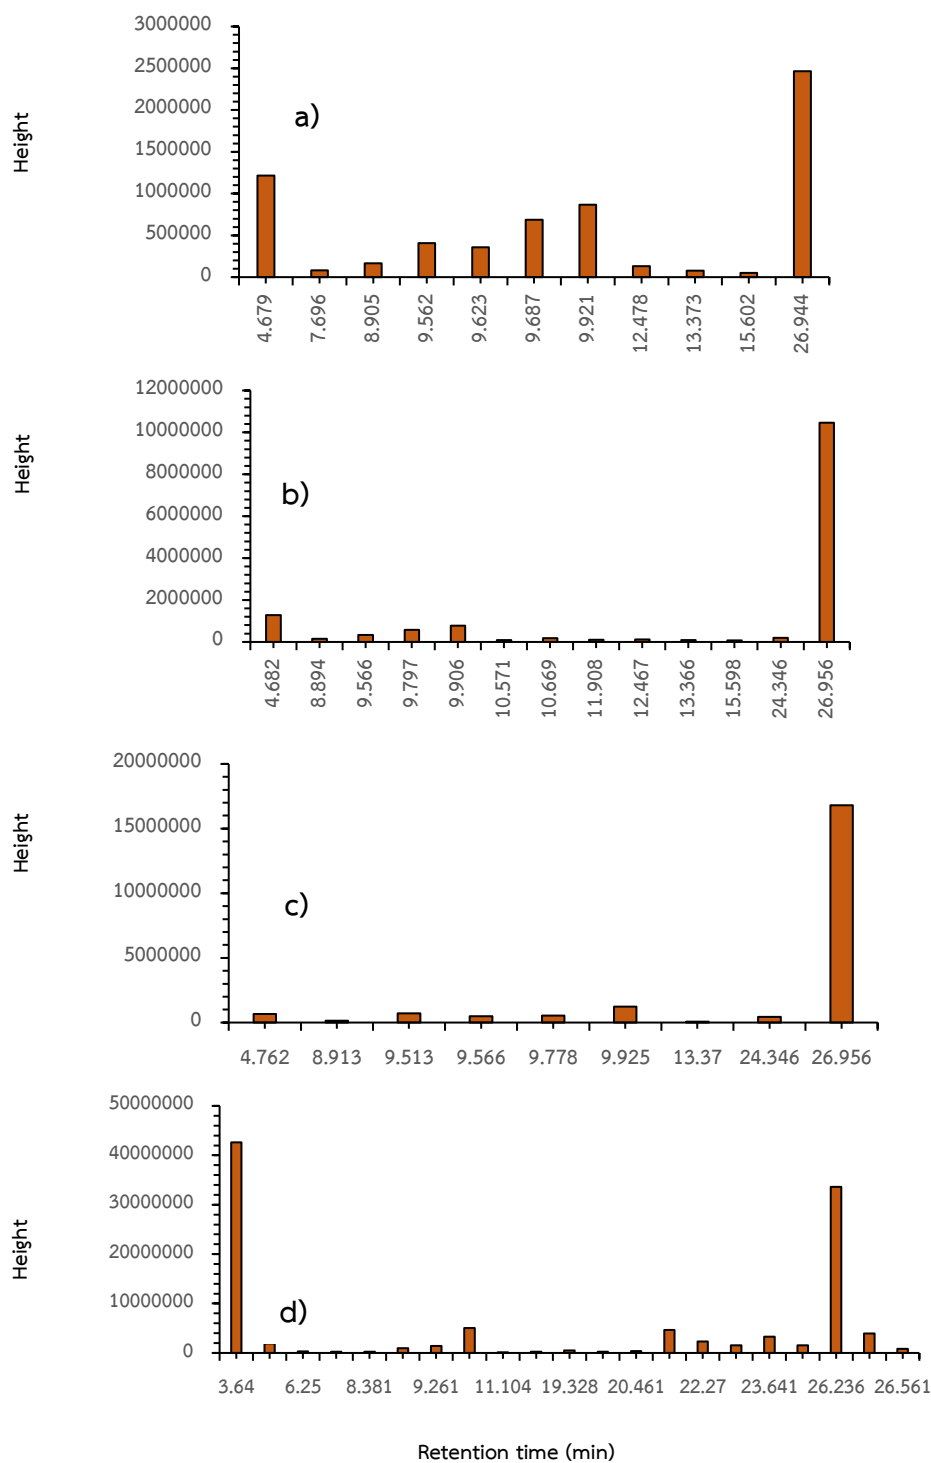 3000000
2500000
2000000
1500000
1000000
500000
0
Height
a)
4.679 7.696 8.905 9.562 9.623 9.687 9.921 12.478 13.373 15.602 26.944
12000000
10000000
8000000
6000000
4000000
2000000
0
Height
b)
4.682 8.894 9.566 9.797 9.906 10.571 10.669 11.908 12.467 13.366 15.598 24.346 26.956
20000000
15000000
10000000
5000000
0
Height
c)
4.762 8.913 9.513 9.566 9.778 9.925 13.37 24.346 26.956
50000000
40000000
30000000
20000000
10000000
0
Height
d)
3.64 6.25 8.381 9.261 11.104 19.328 20.461 22.27 23.641 26.236 26.561
Retention time (min)